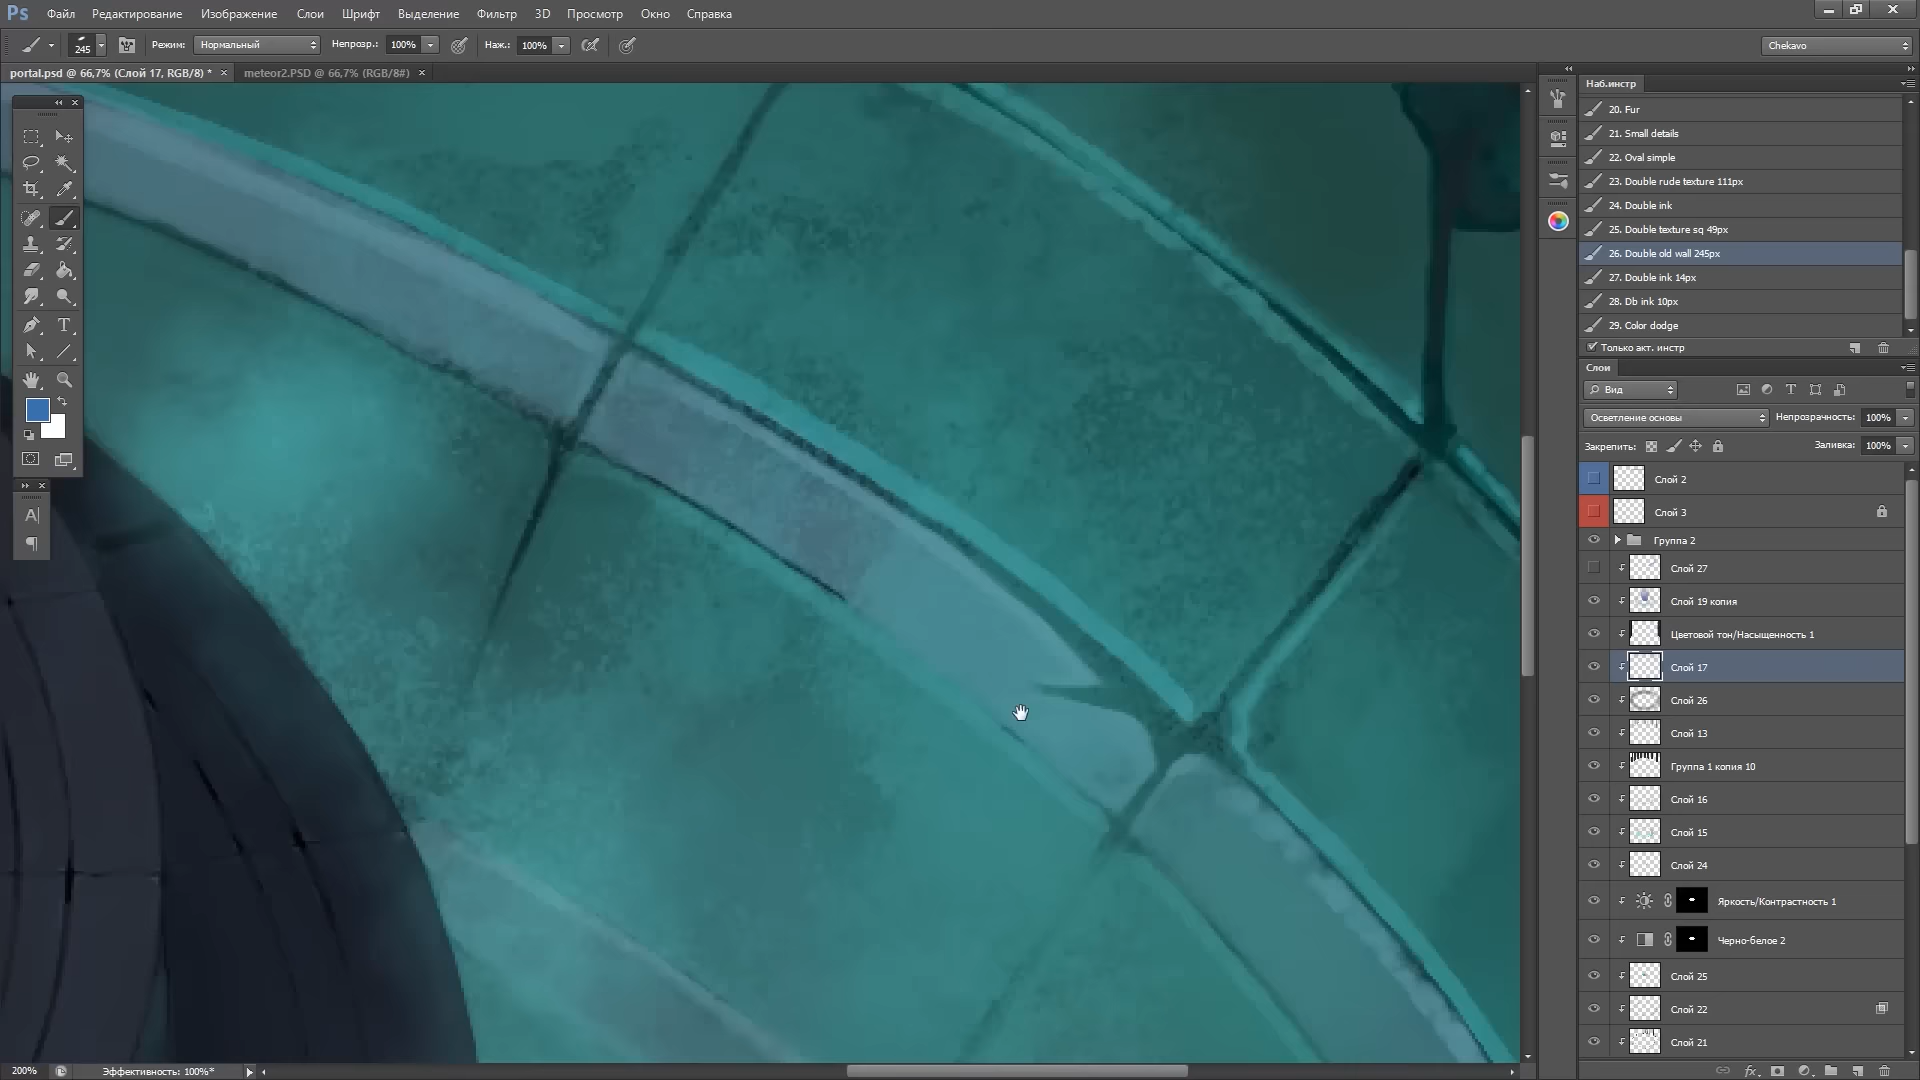 Ps Файл Редактирование Изображение Слои Шрифт Выделение Фильтр 3D Просмотр Окно Справка
245 Режим: Нормальный Непрозр.: 100% Наж.: 100% Chekavo
portal.psd @ 66,7% (Слой 17, RGB/8) * × meteor2.PSD @ 66,7% (RGB/8#) ×
Наб.инстр
20. Fur
21. Small details
22. Oval simple
23. Double rude texture 111px
24. Double ink
25. Double texture sq 49px
26. Double old wall 245px
27. Double ink 14px
28. Db ink 10px
29. Color dodge
Только акт. инстр
Слои
Вид
Осветление основы Непрозрачность: 100%
Закрепить: Заливка: 100%
Слой 2
Слой 3
Группа 2
Слой 27
Слой 19 копия
Цветовой тон/Насыщенность 1
Слой 17
Слой 26
Слой 13
Группа 1 копия 10
Слой 16
Слой 15
Слой 24
Яркость/Контрастность 1
Черно-белое 2
Слой 25
Слой 22
Слой 21
200% Эффективность: 100%*